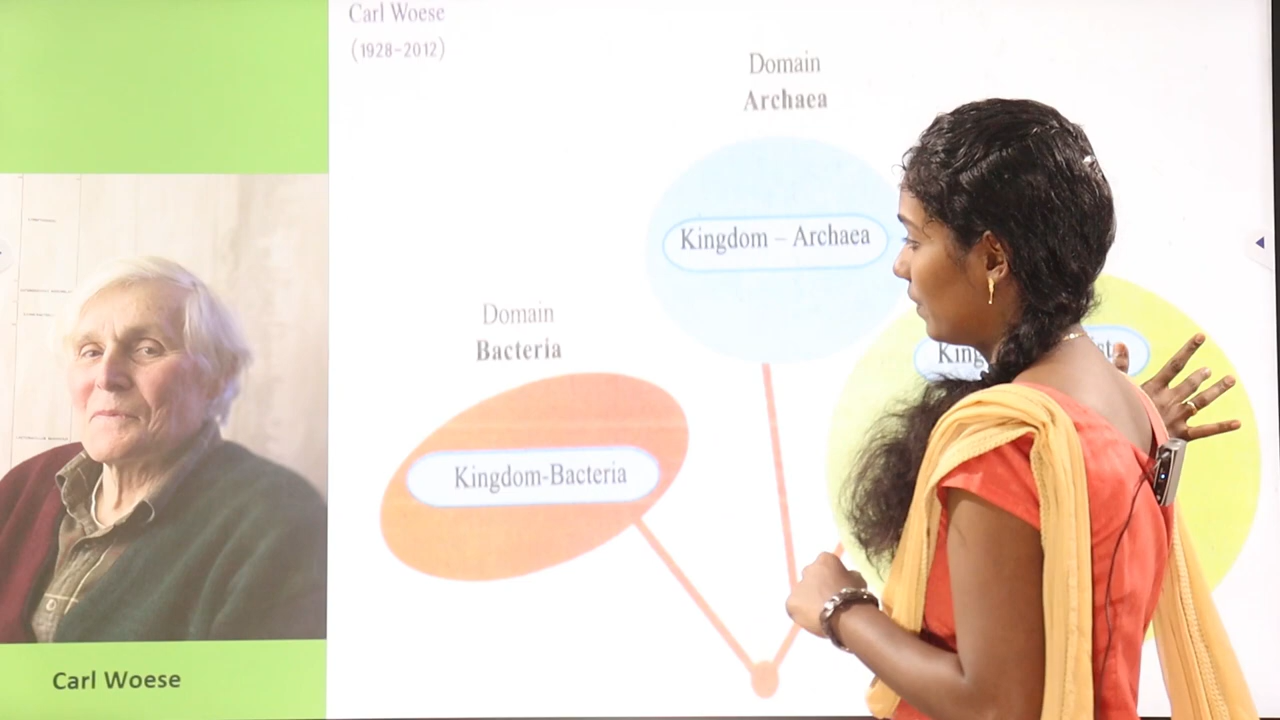 Carl Woese
(1928-2012)
Domain
Archaea
Kingdom – Archaea
Domain
Bacteria
Kingdom-Bacteria
Carl Woese